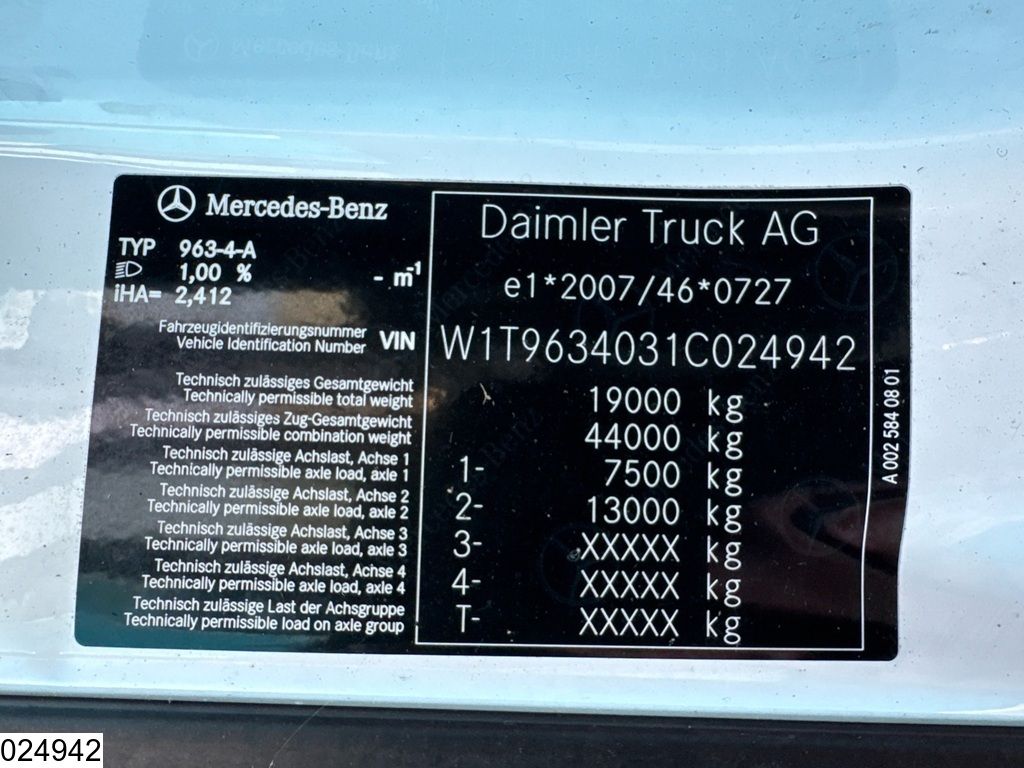 Mercedes-Benz
TYP 963-4-A
1,00 % - m⁻¹
iHA= 2,412
Daimler Truck AG
e1*2007/46*0727
Fahrzeugidentifizierungsnummer
Vehicle Identification Number VIN W1T9634031C024942
Technisch zulässiges Gesamtgewicht
Technically permissible total weight 19000 kg
Technisch zulässiges Zug-Gesamtgewicht
Technically permissible combination weight 44000 kg
Technisch zulässige Achslast, Achse 1
Technically permissible axle load, axle 1 1- 7500 kg
Technisch zulässige Achslast, Achse 2
Technically permissible axle load, axle 2 2- 13000 kg
Technisch zulässige Achslast, Achse 3
Technically permissible axle load, axle 3 3- XXXXX kg
Technisch zulässige Achslast, Achse 4
Technically permissible axle load, axle 4 4- XXXXX kg
Technisch zulässige Last der Achsgruppe
Technically permissible load on axle group T- XXXXX kg
A 002 584 08 01
024942